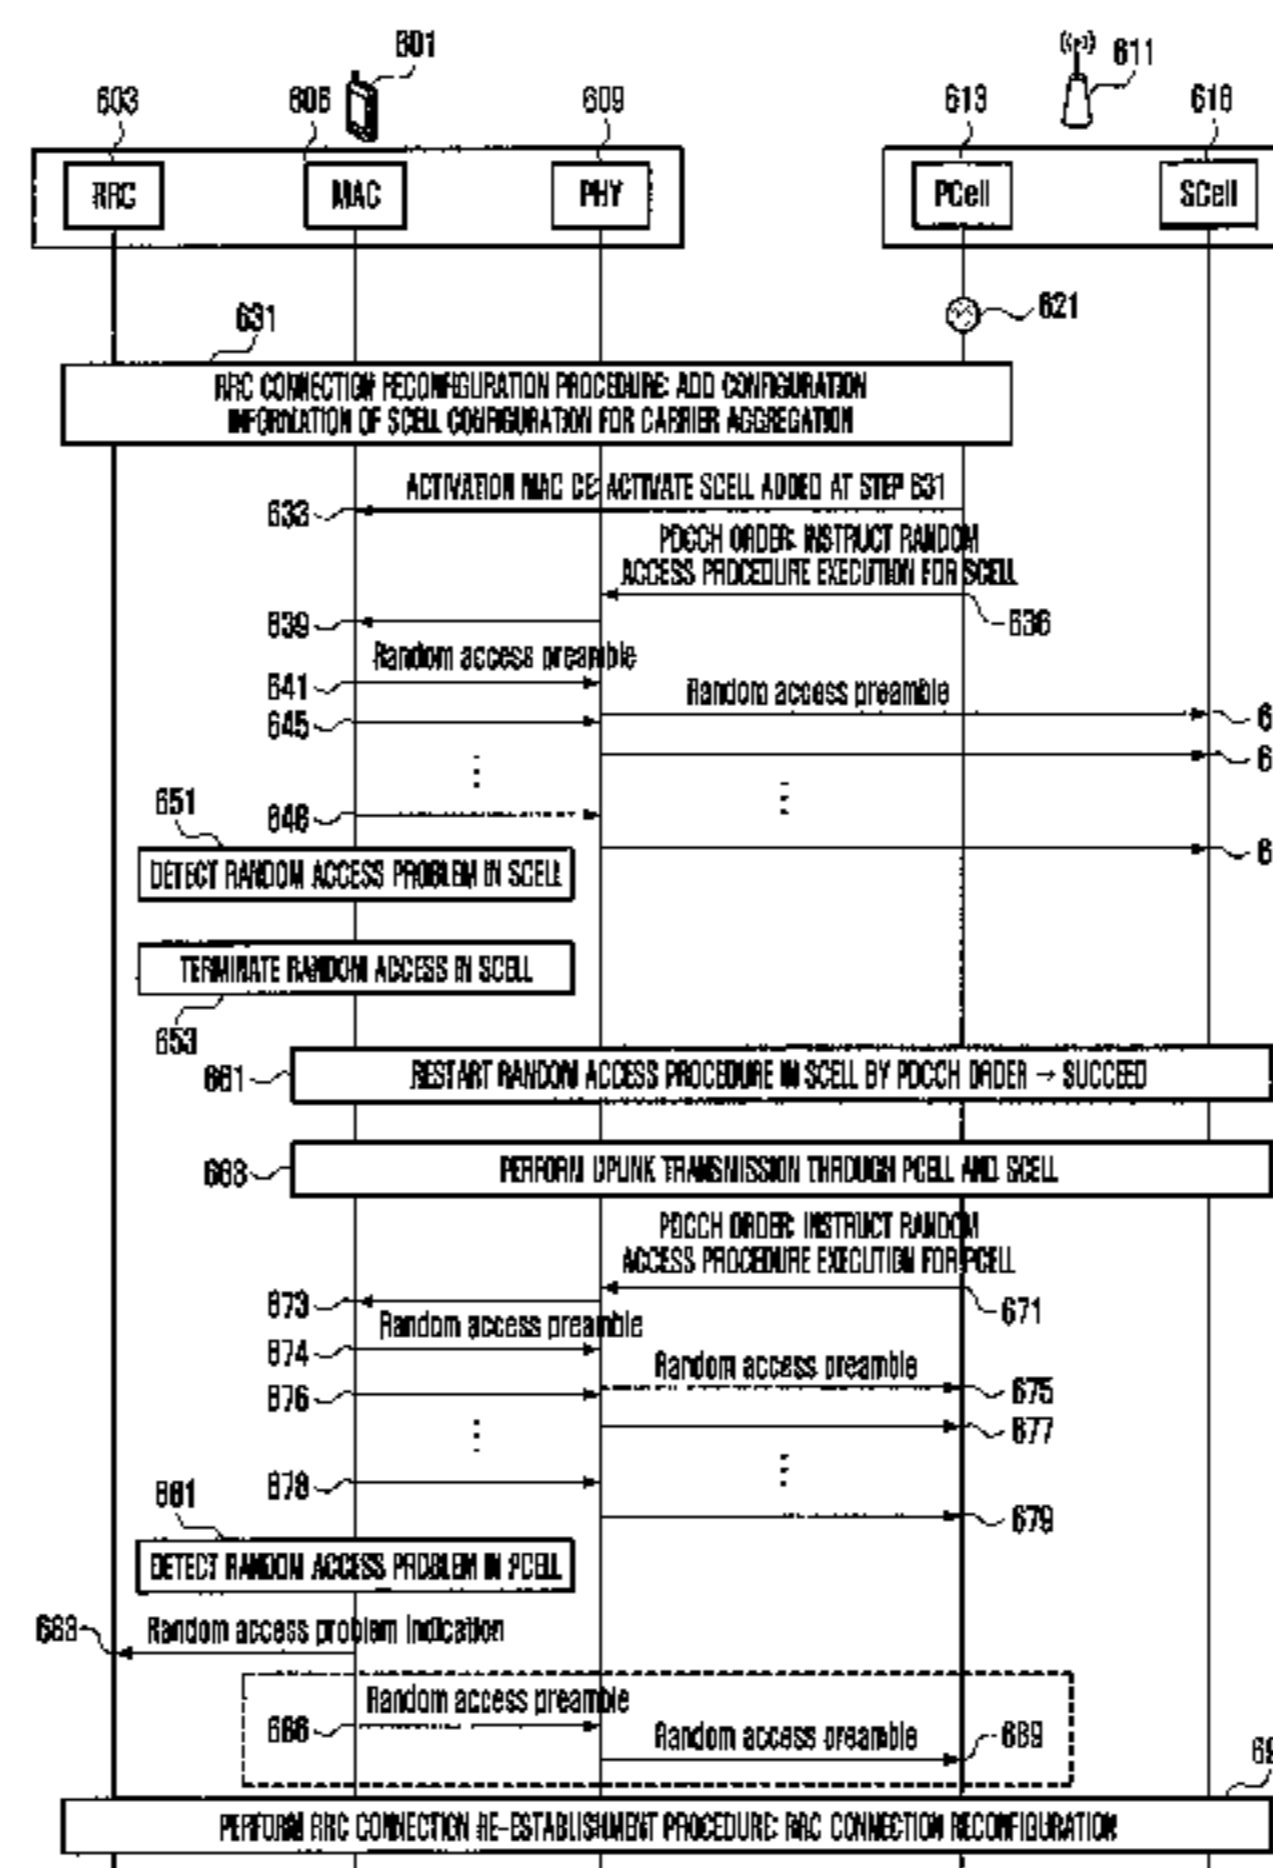 601
611
603
606
609
613
616
RRC
MAC
PHY
PCell
SCell
621
631
RRC CONNECTION RECONFIGURATION PROCEDURE: ADD CONFIGURATION
INFORMATION OF SCELL CONFIGURATION FOR CARRIER AGGREGATION
ACTIVATION MAC CE: ACTIVATE SCELL ADDED AT STEP 631
633
PDCCH ORDER: INSTRUCT RANDOM
ACCESS PROCEDURE EXECUTION FOR SCELL
639
636
Random access preamble
641
Random access preamble
645
6
6
651
646
6
DETECT RANDOM ACCESS PROBLEM IN SCELL
TERMINATE RANDOM ACCESS IN SCELL
653
661
RESTART RANDOM ACCESS PROCEDURE IN SCELL BY PDCCH ORDER → SUCCEED
663
PERFORM UPLINK TRANSMISSION THROUGH PCELL AND SCELL
PDCCH ORDER: INSTRUCT RANDOM
ACCESS PROCEDURE EXECUTION FOR PCELL
673
671
Random access preamble
674
Random access preamble
676
675
677
678
681
679
DETECT RANDOM ACCESS PROBLEM IN PCELL
683
Random access problem indication
Random access preamble
686
Random access preamble
689
69
PERFORM RRC CONNECTION RE-ESTABLISHMENT PROCEDURE: RRC CONNECTION RECONFIGURATION